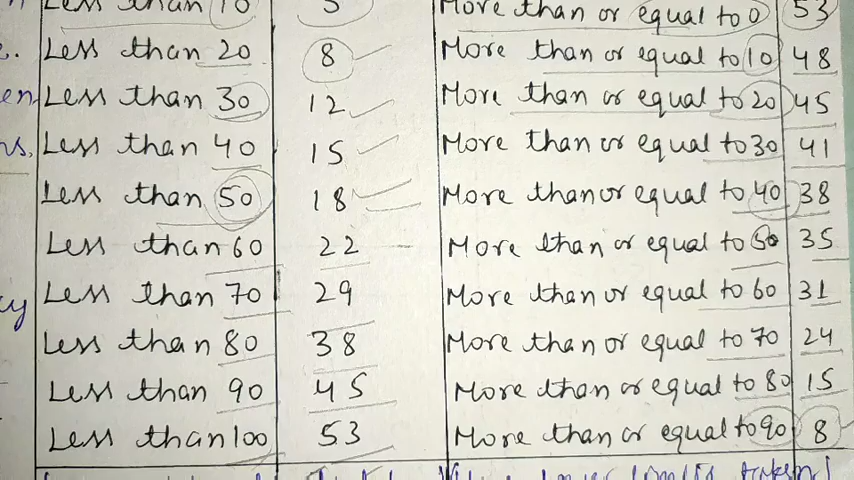 Less than 10 5 More than or equal to 0 53
Less than 20 8 More than or equal to 10 48
Less than 30 12 More than or equal to 20 45
Less than 40 15 More than or equal to 30 41
Less than 50 18 More than or equal to 40 38
Less than 60 22 More than or equal to 50 35
Less than 70 29 More than or equal to 60 31
Less than 80 38 More than or equal to 70 24
Less than 90 45 More than or equal to 80 15
Less than 100 53 More than or equal to 90 8